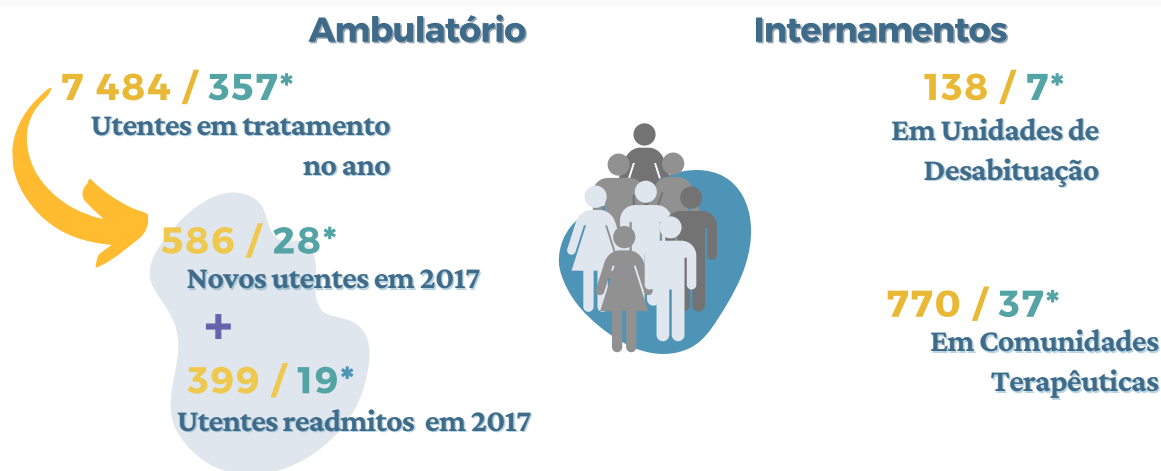 Ambulatório
7 484 / 357*
Utentes em tratamento
no ano
586 / 28*
Novos utentes em 2017
+
399 / 19*
Utentes readmitos em 2017
Internamentos
138 / 7*
Em Unidades de
Desabituação
770 / 37*
Em Comunidades
Terapêuticas